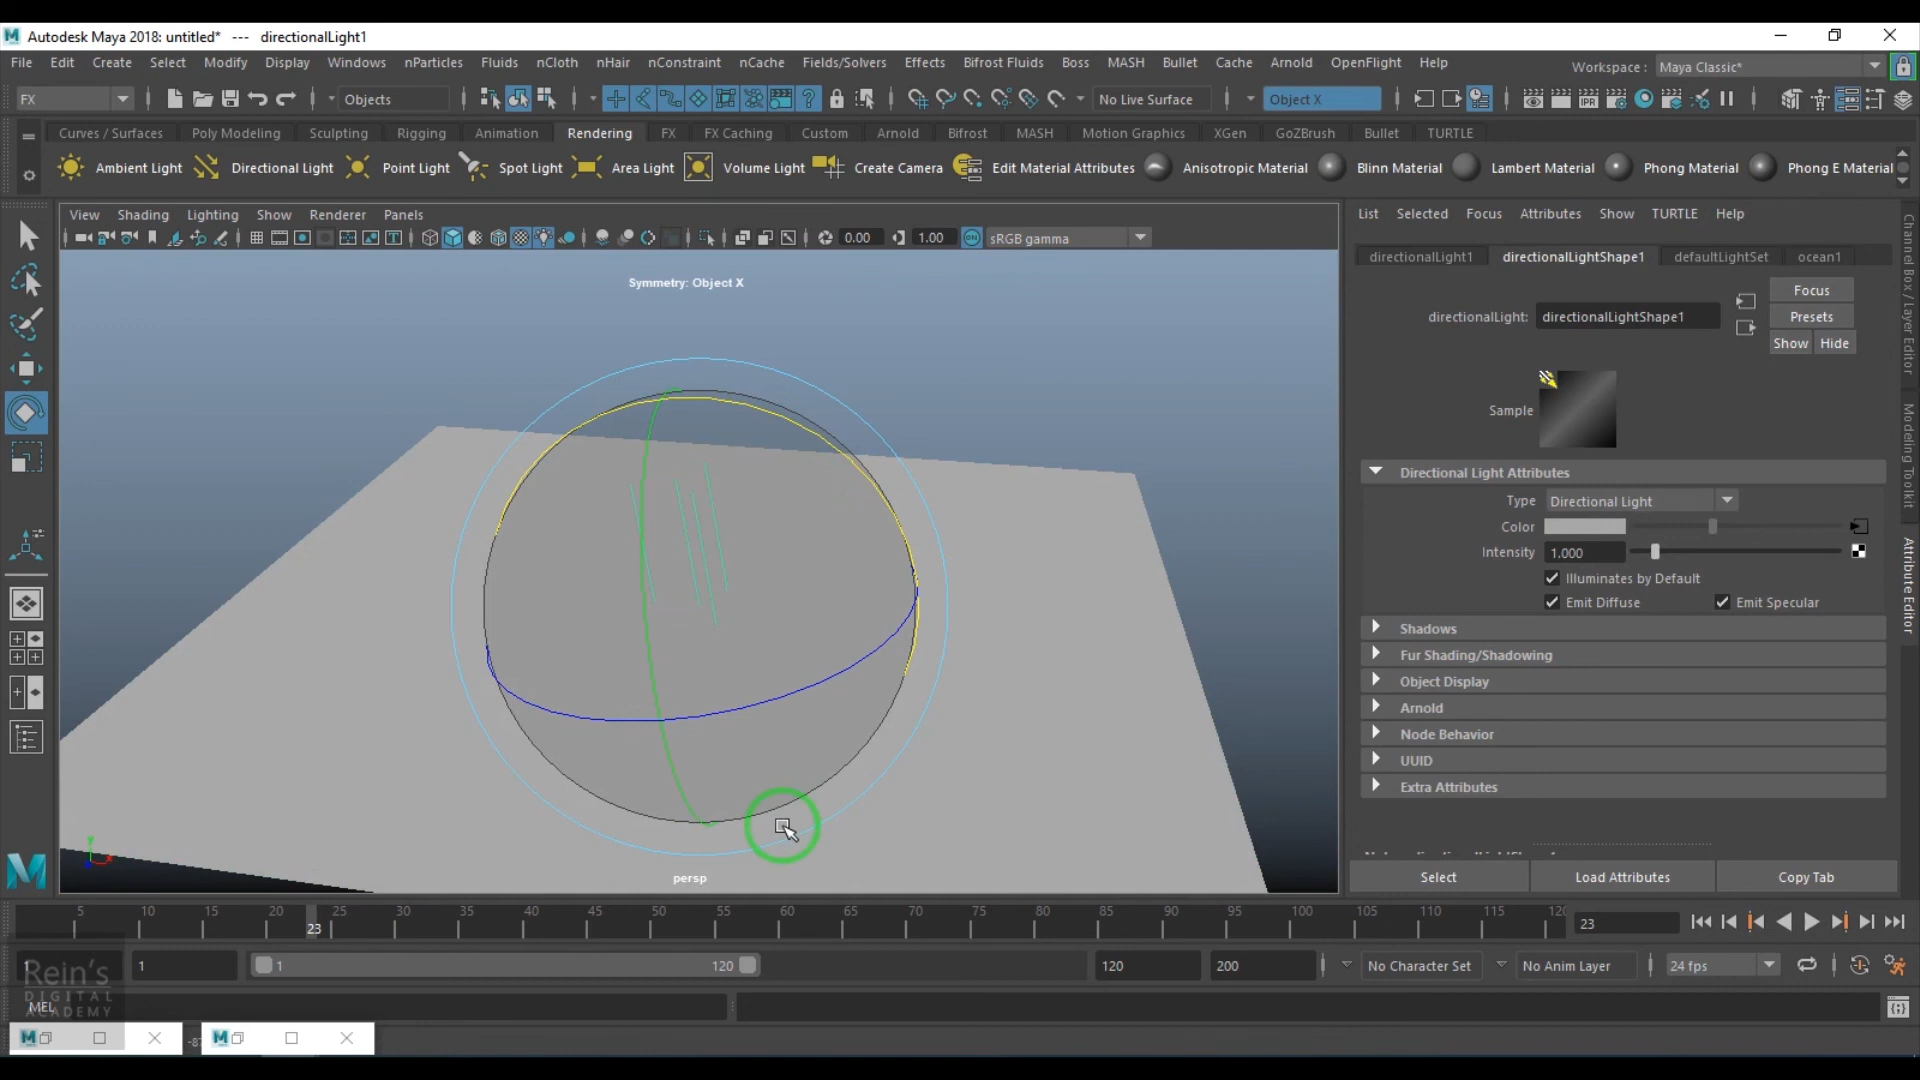 Autodesk Maya 2018: untitled* --- directionalLight1
File Edit Create Select Modify Display Windows nParticles Fluids nCloth nHair nConstraint nCache Fields/Solvers Effects Bifrost Fluids Boss MASH Bullet Cache Arnold OpenFlight Help Workspace : Maya Classic*
FX Objects No Live Surface Object X
Curves / Surfaces Poly Modeling Sculpting Rigging Animation Rendering FX FX Caching Custom Arnold Bifrost MASH Motion Graphics XGen GoZBrush Bullet TURTLE
Ambient Light Directional Light Point Light Spot Light Area Light Volume Light Create Camera Edit Material Attributes Anisotropic Material Blinn Material Lambert Material Phong Material Phong E Material
View Shading Lighting Show Renderer Panels
0.00 1.00 ON sRGB gamma
Symmetry: Object X
persp
List Selected Focus Attributes Show TURTLE Help
directionalLight1 directionalLightShape1 defaultLightSet ocean1
directionalLight: directionalLightShape1
Focus
Presets
Show Hide
Sample
Directional Light Attributes
Type Directional Light
Color
Intensity 1.000
Illuminates by Default
Emit Diffuse Emit Specular
Shadows
Fur Shading/Shadowing
Object Display
Arnold
Node Behavior
UUID
Extra Attributes
Select Load Attributes Copy Tab
Channel Box / Layer Editor
Modeling Toolkit
Attribute Editor
5 10 15 20 25 30 35 40 45 50 55 60 65 70 75 80 85 90 95 100 105 110 115 120
23
23
1 1 1 120 120 200 No Character Set No Anim Layer 24 fps
Rein's
DIGITAL
ACADEMY
MEL